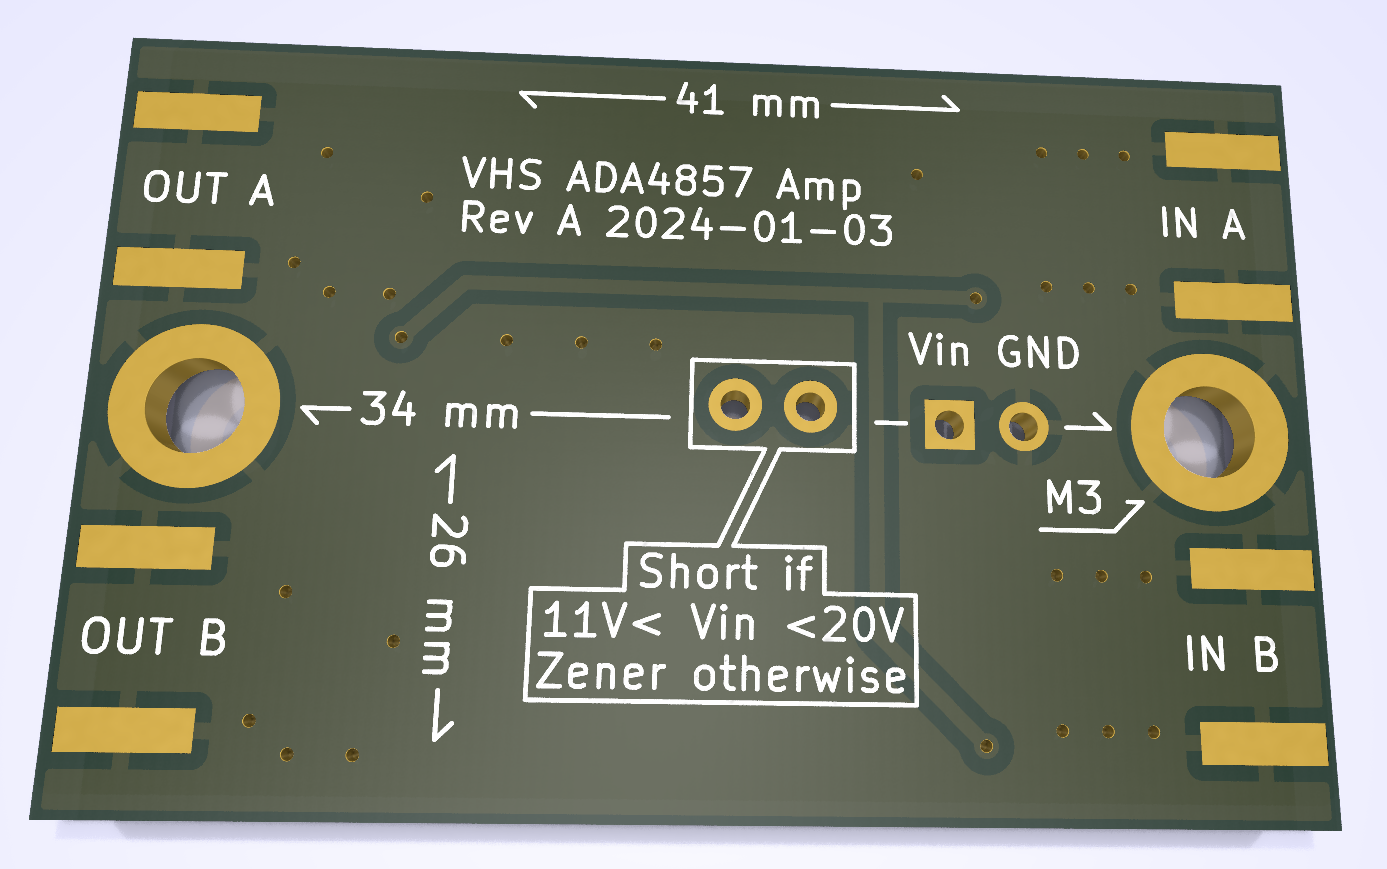 41 mm
VHS ADA4857 Amp
Rev A 2024-01-03
OUT A
IN A
Vin GND
34 mm
M3
26 mm
Short if
11V< Vin <20V
Zener otherwise
OUT B
IN B